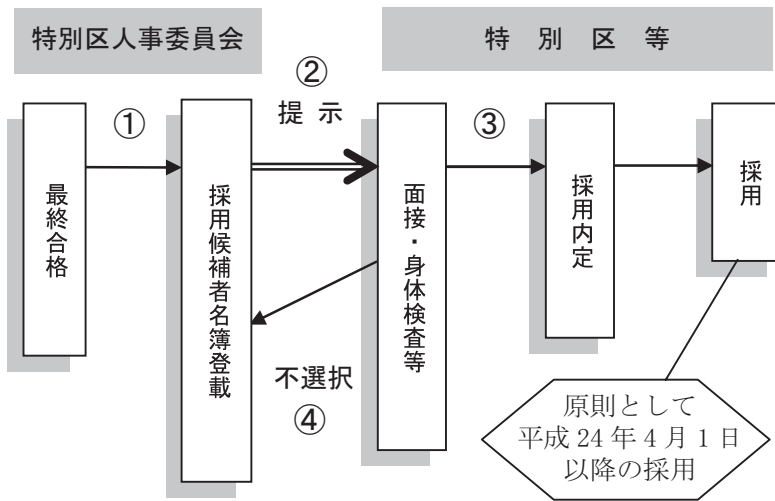 特別区人事委員会
特別区等
②
提示
①
③
最終合格
採用候補者名簿登載
面接・身体検査等
採用内定
採用
不選択
④
原則として
平成24年4月1日
以降の採用